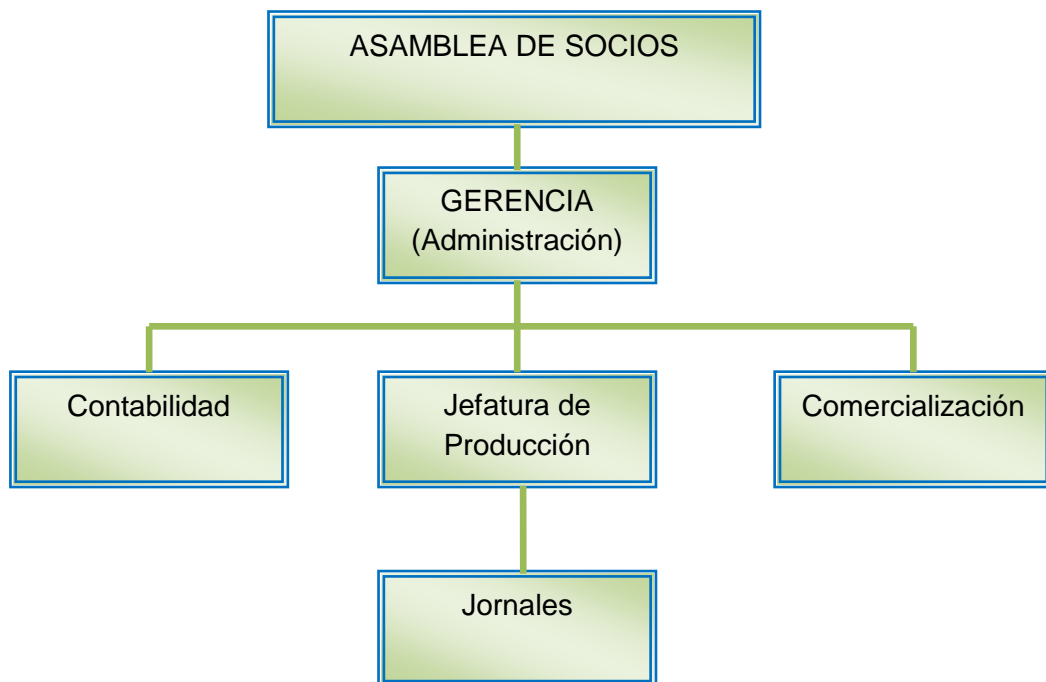 ASAMBLEA DE SOCIOS
GERENCIA
(Administración)
Contabilidad
Jefatura de
Producción
Comercialización
Jornales